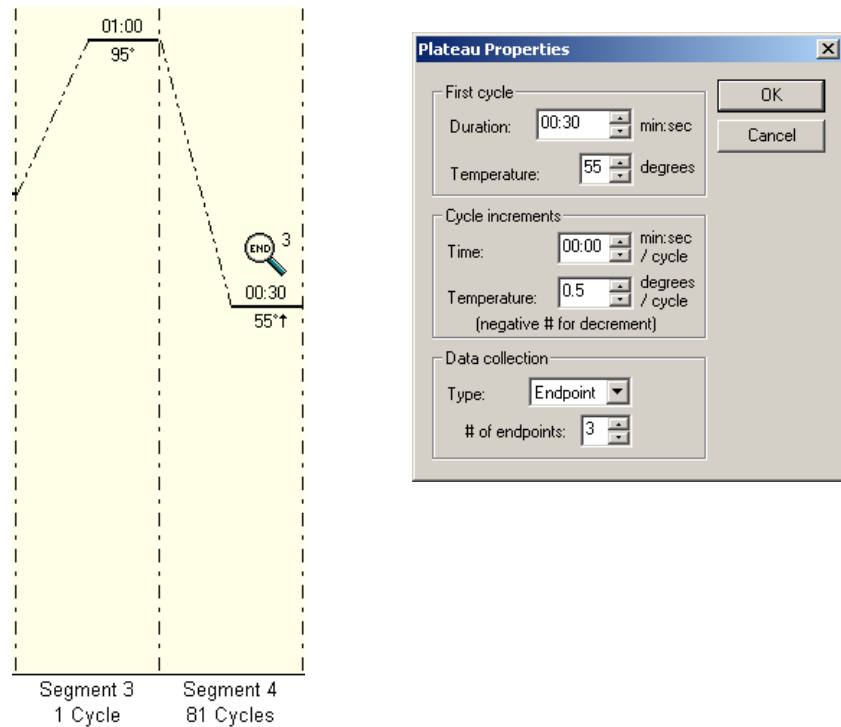 01:00
95°
END 3
00:30
55°↑
Segment 3
1 Cycle
Segment 4
81 Cycles
Plateau Properties
First cycle
Duration: 00:30 min:sec
Temperature: 55 degrees
OK
Cancel
Cycle increments
Time: 00:00 min:sec
/ cycle
Temperature: 0.5 degrees
/ cycle
(negative # for decrement)
Data collection
Type: Endpoint
# of endpoints: 3